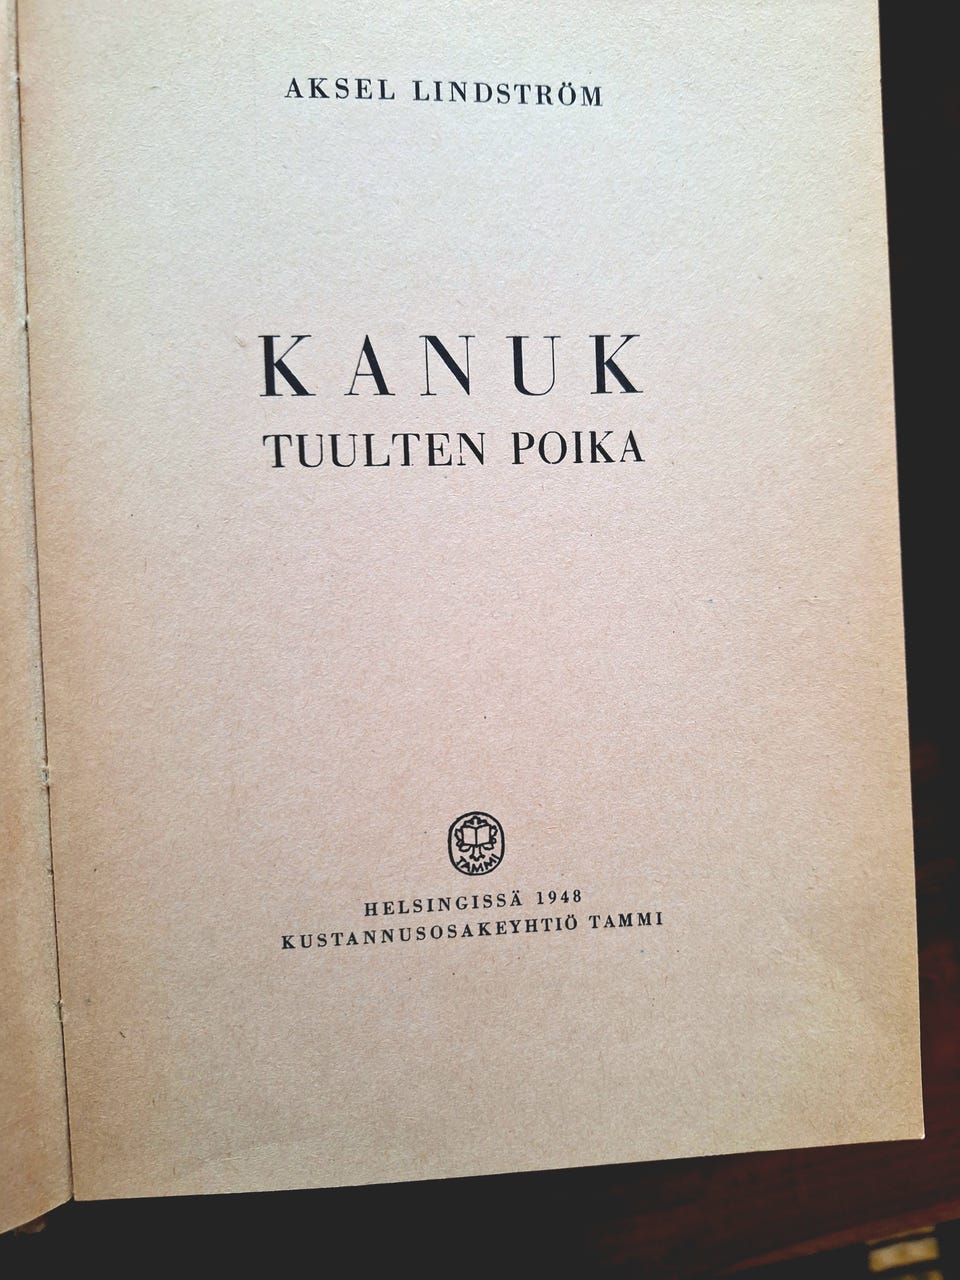 AKSEL LINDSTRÖM
KANUK
TUULTEN POIKA
TAMMI
HELSINGISSÄ 1948
KUSTANNUSOSAKEYHTIÖ TAMMI